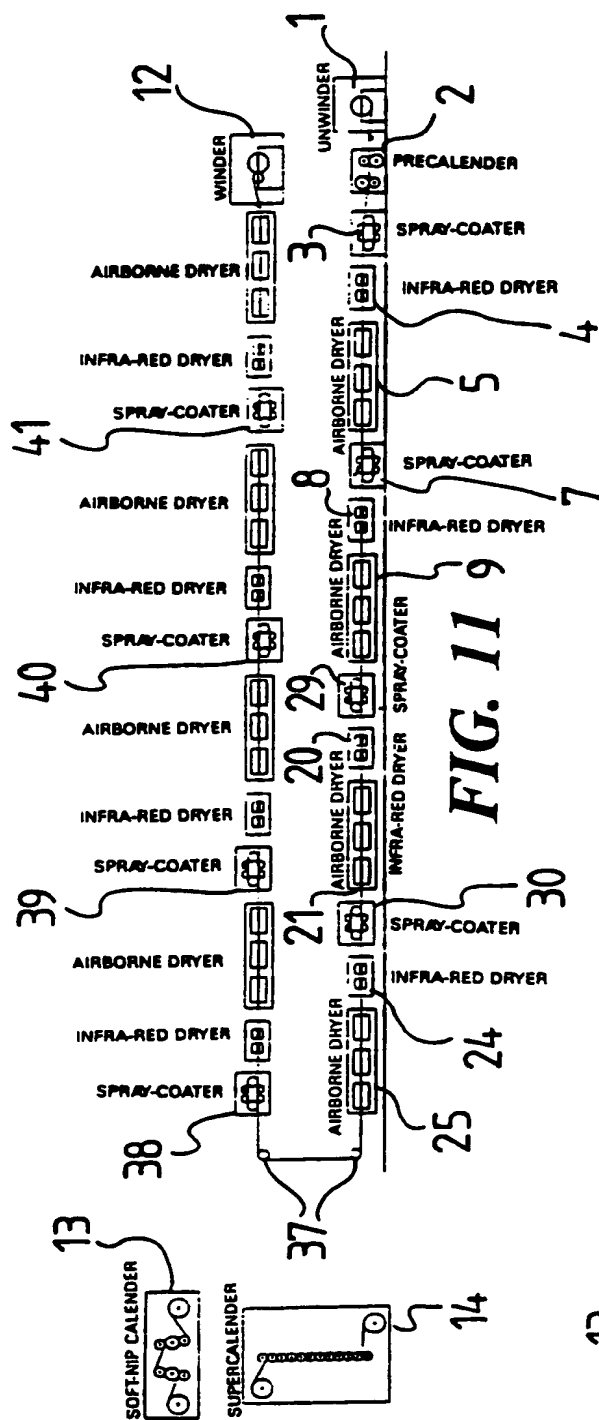 12
WINDER
AIRBORNE DRYER
INFRA-RED DRYER
SPRAY-COATER
41
AIRBORNE DRYER
INFRA-RED DRYER
SPRAY-COATER
40
AIRBORNE DRYER
INFRA-RED DRYER
SPRAY-COATER
39
AIRBORNE DRYER
INFRA-RED DRYER
SPRAY-COATER
38
37
1
UNWINDER
2
PRECALENDER
3
SPRAY-COATER
INFRA-RED DRYER
4
AIRBORNE DRYER
5
SPRAY-COATER
7
8
INFRA-RED DRYER
AIRBORNE DRYER
9
29
SPRAY-COATER
20
INFRA-RED DRYER
AIRBORNE DRYER
21
SPRAY-COATER
30
INFRA-RED DRYER
24
AIRBORNE DRYER
25
13
SOFT-NIP CALENDER
SUPERCALENDER
14
FIG. 11